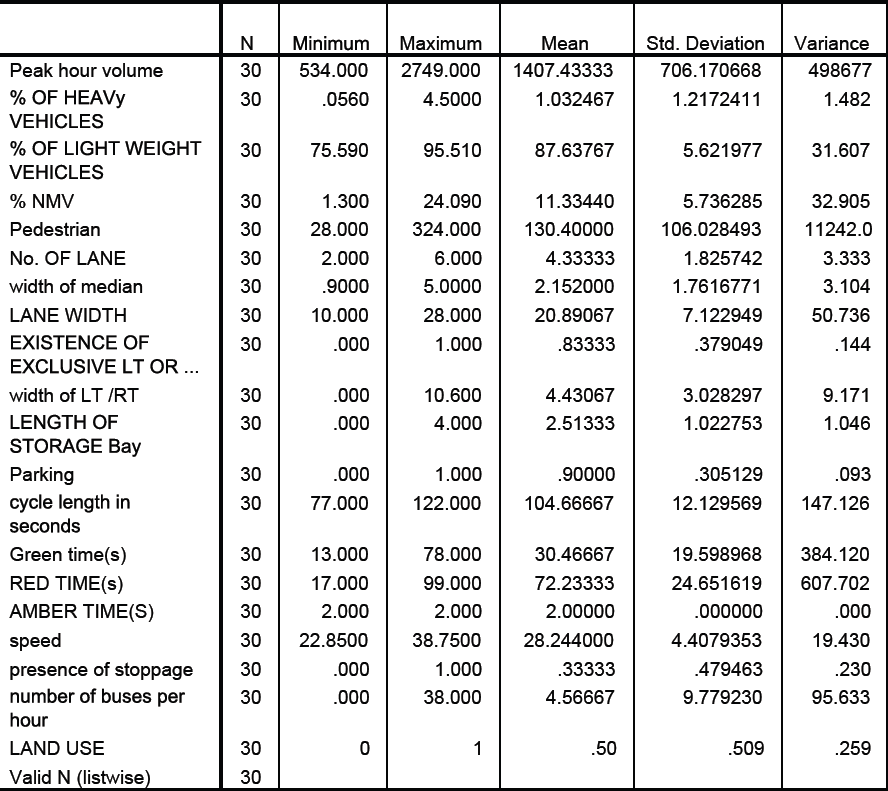 N Minimum Maximum Mean Std. Deviation Variance
Peak hour volume 30 534.000 2749.000 1407.43333 706.170668 498677
% OF HEAVy
VEHICLES 30 .0560 4.5000 1.032467 1.2172411 1.482
% OF LIGHT WEIGHT
VEHICLES 30 75.590 95.510 87.63767 5.621977 31.607
% NMV 30 1.300 24.090 11.33440 5.736285 32.905
Pedestrian 30 28.000 324.000 130.40000 106.028493 11242.0
No. OF LANE 30 2.000 6.000 4.33333 1.825742 3.333
width of median 30 .9000 5.0000 2.152000 1.7616771 3.104
LANE WIDTH 30 10.000 28.000 20.89067 7.122949 50.736
EXISTENCE OF 30 .000 1.000 .83333 .379049 .144
EXCLUSIVE LT OR ...
width of LT /RT 30 .000 10.600 4.43067 3.028297 9.171
LENGTH OF 30 .000 4.000 2.51333 1.022753 1.046
STORAGE Bay
Parking 30 .000 1.000 .90000 .305129 .093
cycle length in 30 77.000 122.000 104.66667 12.129569 147.126
seconds
Green time(s) 30 13.000 78.000 30.46667 19.598968 384.120
RED TIME(s) 30 17.000 99.000 72.23333 24.651619 607.702
AMBER TIME(S) 30 2.000 2.000 2.00000 .000000 .000
speed 30 22.8500 38.7500 28.244000 4.4079353 19.430
presence of stoppage 30 .000 1.000 .33333 .479463 .230
number of buses per 30 .000 38.000 4.56667 9.779230 95.633
hour
LAND USE 30 0 1 .50 .509 .259
Valid N (listwise) 30